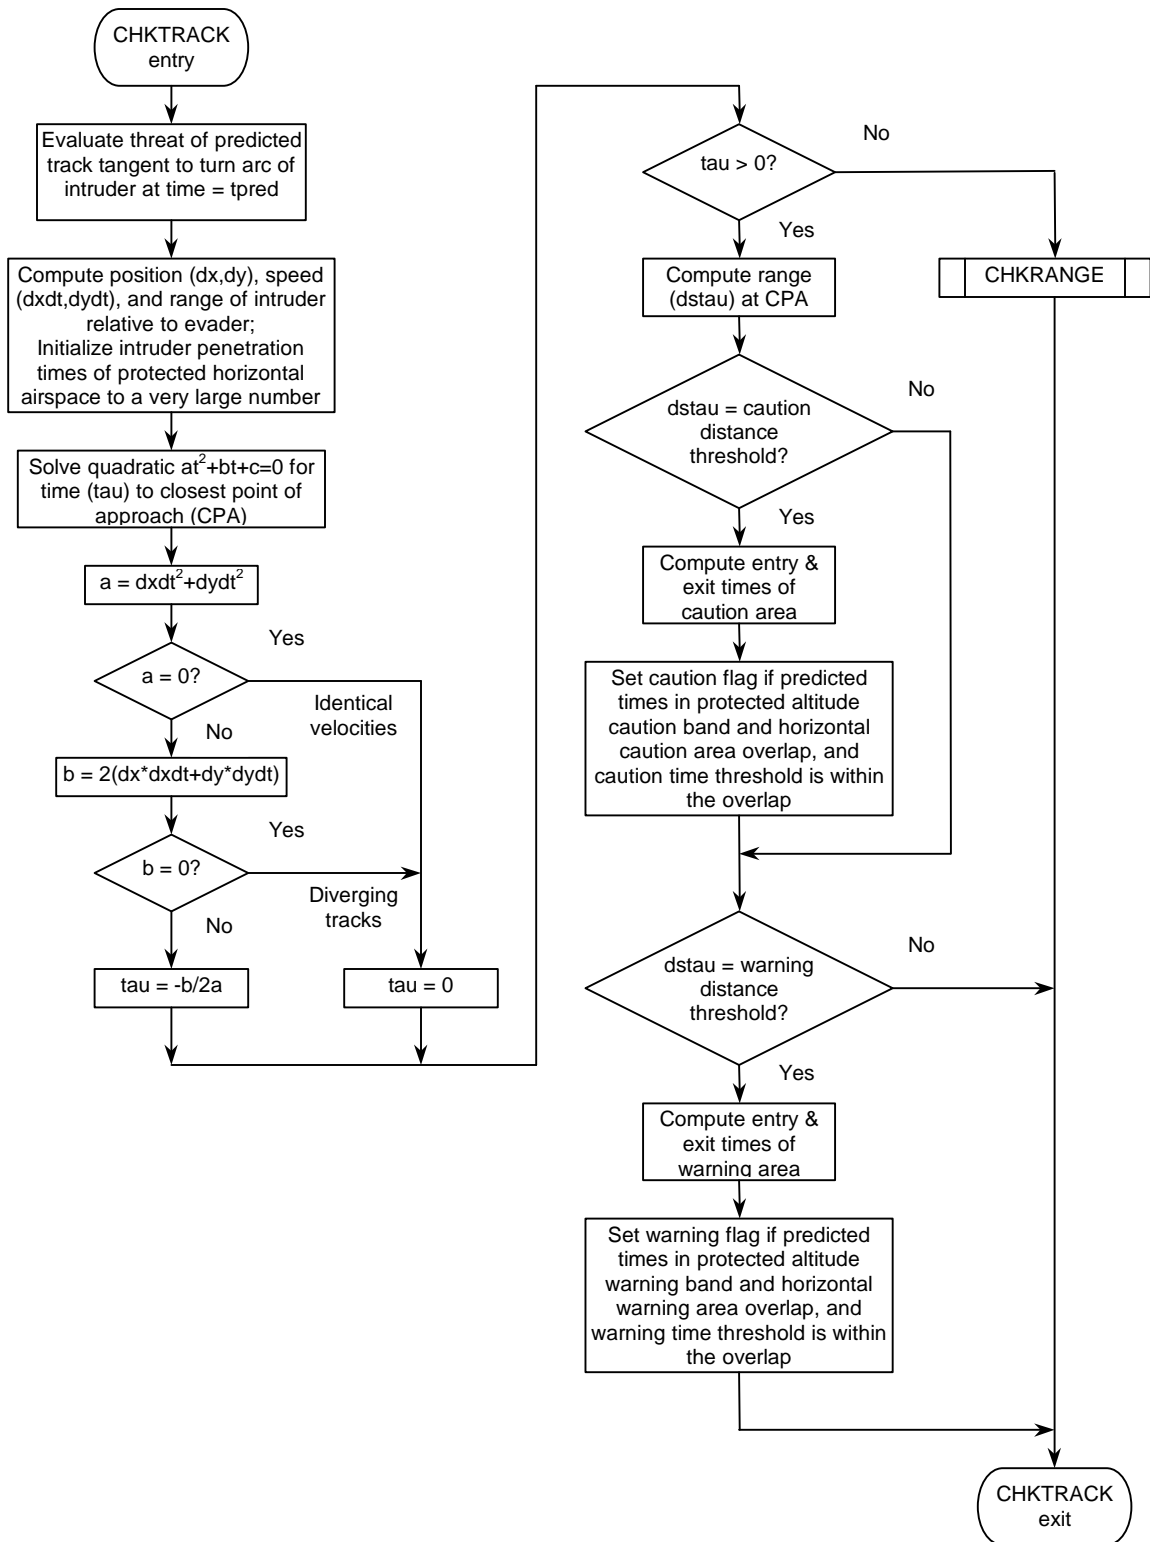 CHKTRACK
entry
Evaluate threat of predicted
track tangent to turn arc of
intruder at time = tpred
Compute position (dx,dy), speed
(dxdt,dydt), and range of intruder
relative to evader;
Initialize intruder penetration
times of protected horizontal
airspace to a very large number
Solve quadratic at²+bt+c=0 for
time (tau) to closest point of
approach (CPA)
a = dxdt²+dydt²
Yes
a = 0?
Identical
velocities
No
b = 2(dx*dxdt+dy*dydt)
Yes
b = 0?
Diverging
tracks
No
tau = -b/2a
tau = 0
No
tau > 0?
Yes
Compute range
(dstau) at CPA
CHKRANGE
No
dstau = caution
distance
threshold?
Yes
Compute entry &
exit times of
caution area
Set caution flag if predicted
times in protected altitude
caution band and horizontal
caution area overlap, and
caution time threshold is within
the overlap
No
dstau = warning
distance
threshold?
Yes
Compute entry &
exit times of
warning area
Set warning flag if predicted
times in protected altitude
warning band and horizontal
warning area overlap, and
warning time threshold is within
the overlap
CHKTRACK
exit